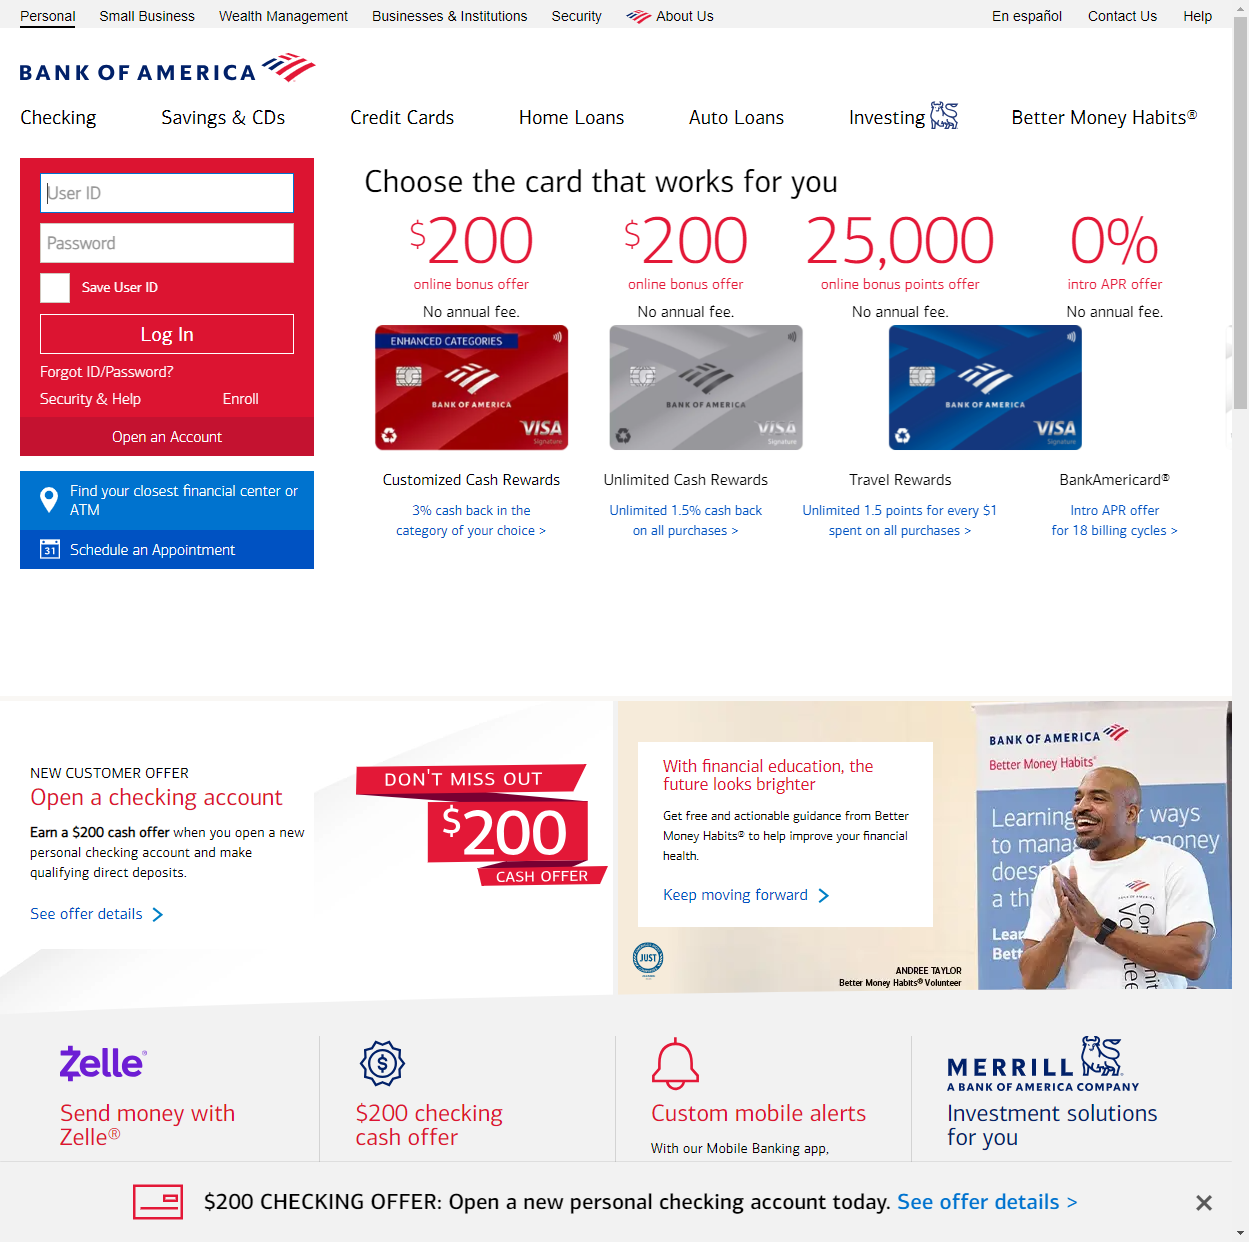 Personal Small Business Wealth Management Businesses & Institutions Security About Us En español Contact Us Help
BANK OF AMERICA
Checking Savings & CDs Credit Cards Home Loans Auto Loans Investing Better Money Habits®
User ID
Password
Save User ID
Log In
Forgot ID/Password?
Security & Help Enroll
Open an Account
Find your closest financial center or
ATM
31 Schedule an Appointment
Choose the card that works for you
$200 $200 25,000 0%
online bonus offer online bonus offer online bonus points offer intro APR offer
No annual fee. No annual fee. No annual fee. No annual fee.
ENHANCED CATEGORIES
BANK OF AMERICA BANK OF AMERICA BANK OF AMERICA
VISA VISA VISA
Signature Signature Signature
Customized Cash Rewards Unlimited Cash Rewards Travel Rewards BankAmericard®
3% cash back in the Unlimited 1.5% cash back Unlimited 1.5 points for every $1 Intro APR offer
category of your choice > on all purchases > spent on all purchases > for 18 billing cycles >
NEW CUSTOMER OFFER
Open a checking account
Earn a $200 cash offer when you open a new
personal checking account and make
qualifying direct deposits.
See offer details
DON'T MISS OUT
$200
CASH OFFER
With financial education, the
future looks brighter
Get free and actionable guidance from Better
Money Habits® to help improve your financial
health.
Keep moving forward
JUST
ANDREE TAYLOR
Better Money Habits® Volunteer
BANK OF AMERICA
Better Money Habits
Learning ways
to mana money
does
a th
Lear
Bett
Zelle®
Send money with
Zelle®
$
$200 checking
cash offer
Custom mobile alerts
With our Mobile Banking app,
MERRILL
A BANK OF AMERICA COMPANY
Investment solutions
for you
$200 CHECKING OFFER: Open a new personal checking account today. See offer details >